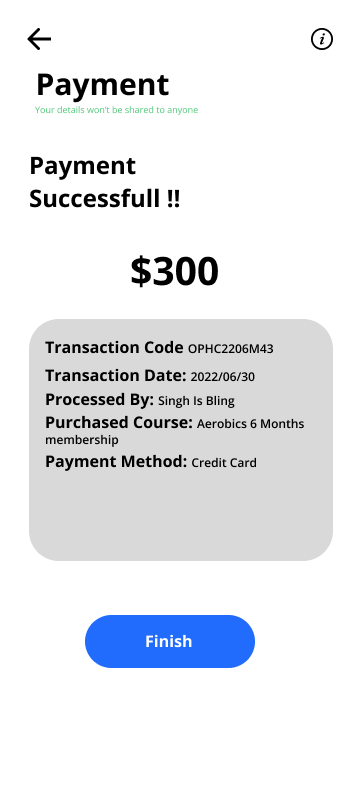 Payment
Your details won't be shared to anyone
Payment
Successfull !!
$300
Transaction Code OPHC2206M43
Transaction Date: 2022/06/30
Processed By: Singh Is Bling
Purchased Course: Aerobics 6 Months
membership
Payment Method: Credit Card
Finish